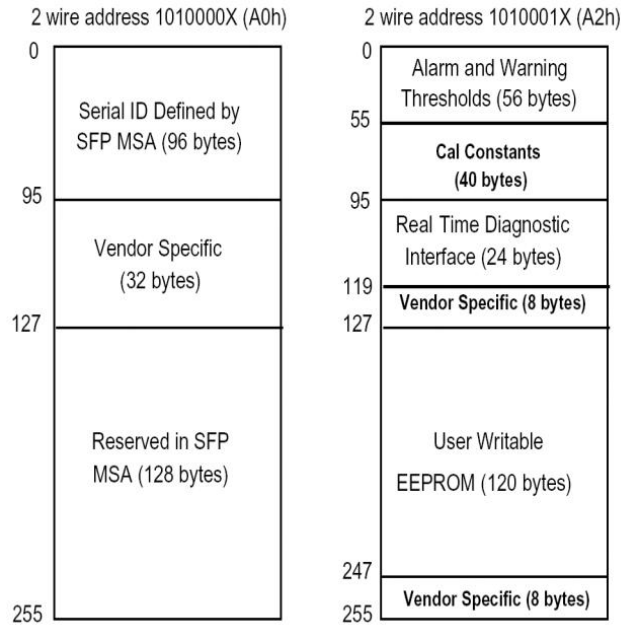 2 wire address 1010000X (A0h)
0
Serial ID Defined by
SFP MSA (96 bytes)
95
Vendor Specific
(32 bytes)
127
Reserved in SFP
MSA (128 bytes)
255
2 wire address 1010001X (A2h)
0
Alarm and Warning
Thresholds (56 bytes)
55
Cal Constants
(40 bytes)
95
Real Time Diagnostic
Interface (24 bytes)
119
Vendor Specific (8 bytes)
127
User Writable
EEPROM (120 bytes)
247
Vendor Specific (8 bytes)
255